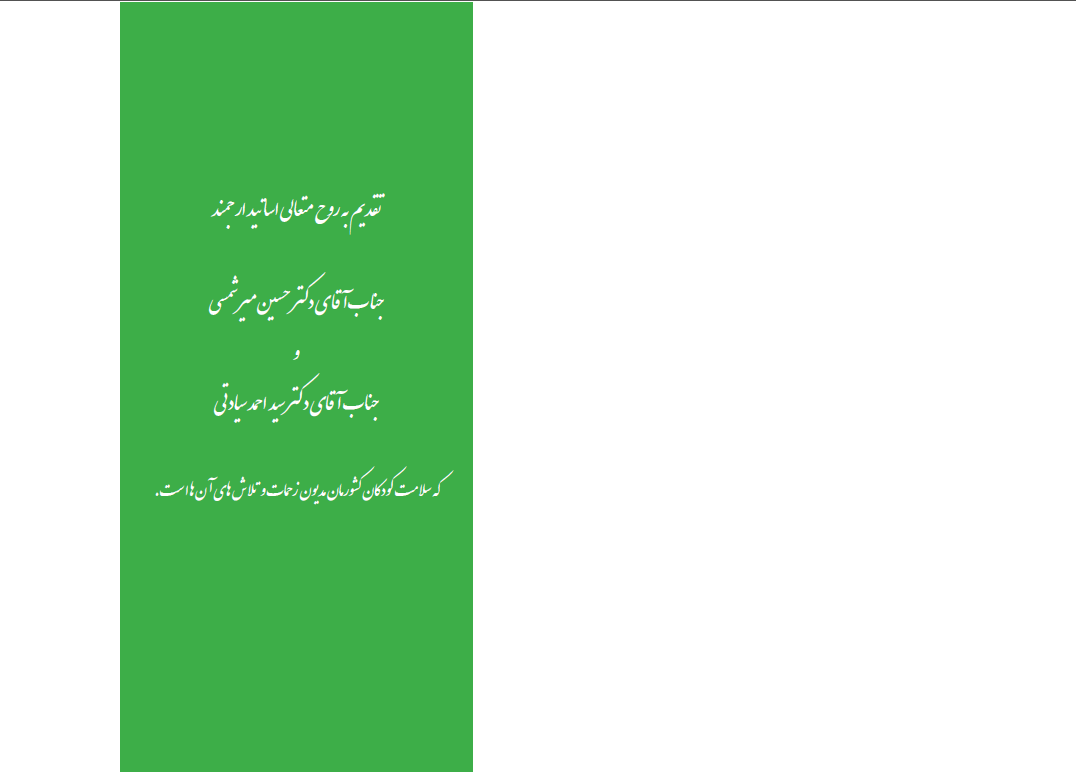 تقدیم به روح متعالی اساتید ارجمند
جناب آقای دکتر حسین میرشمسی
و
جناب آقای دکتر سید احمد سیادتی
که سلامت کودکان کشورمان مدیون زحمات و تلاش های آن ها است.